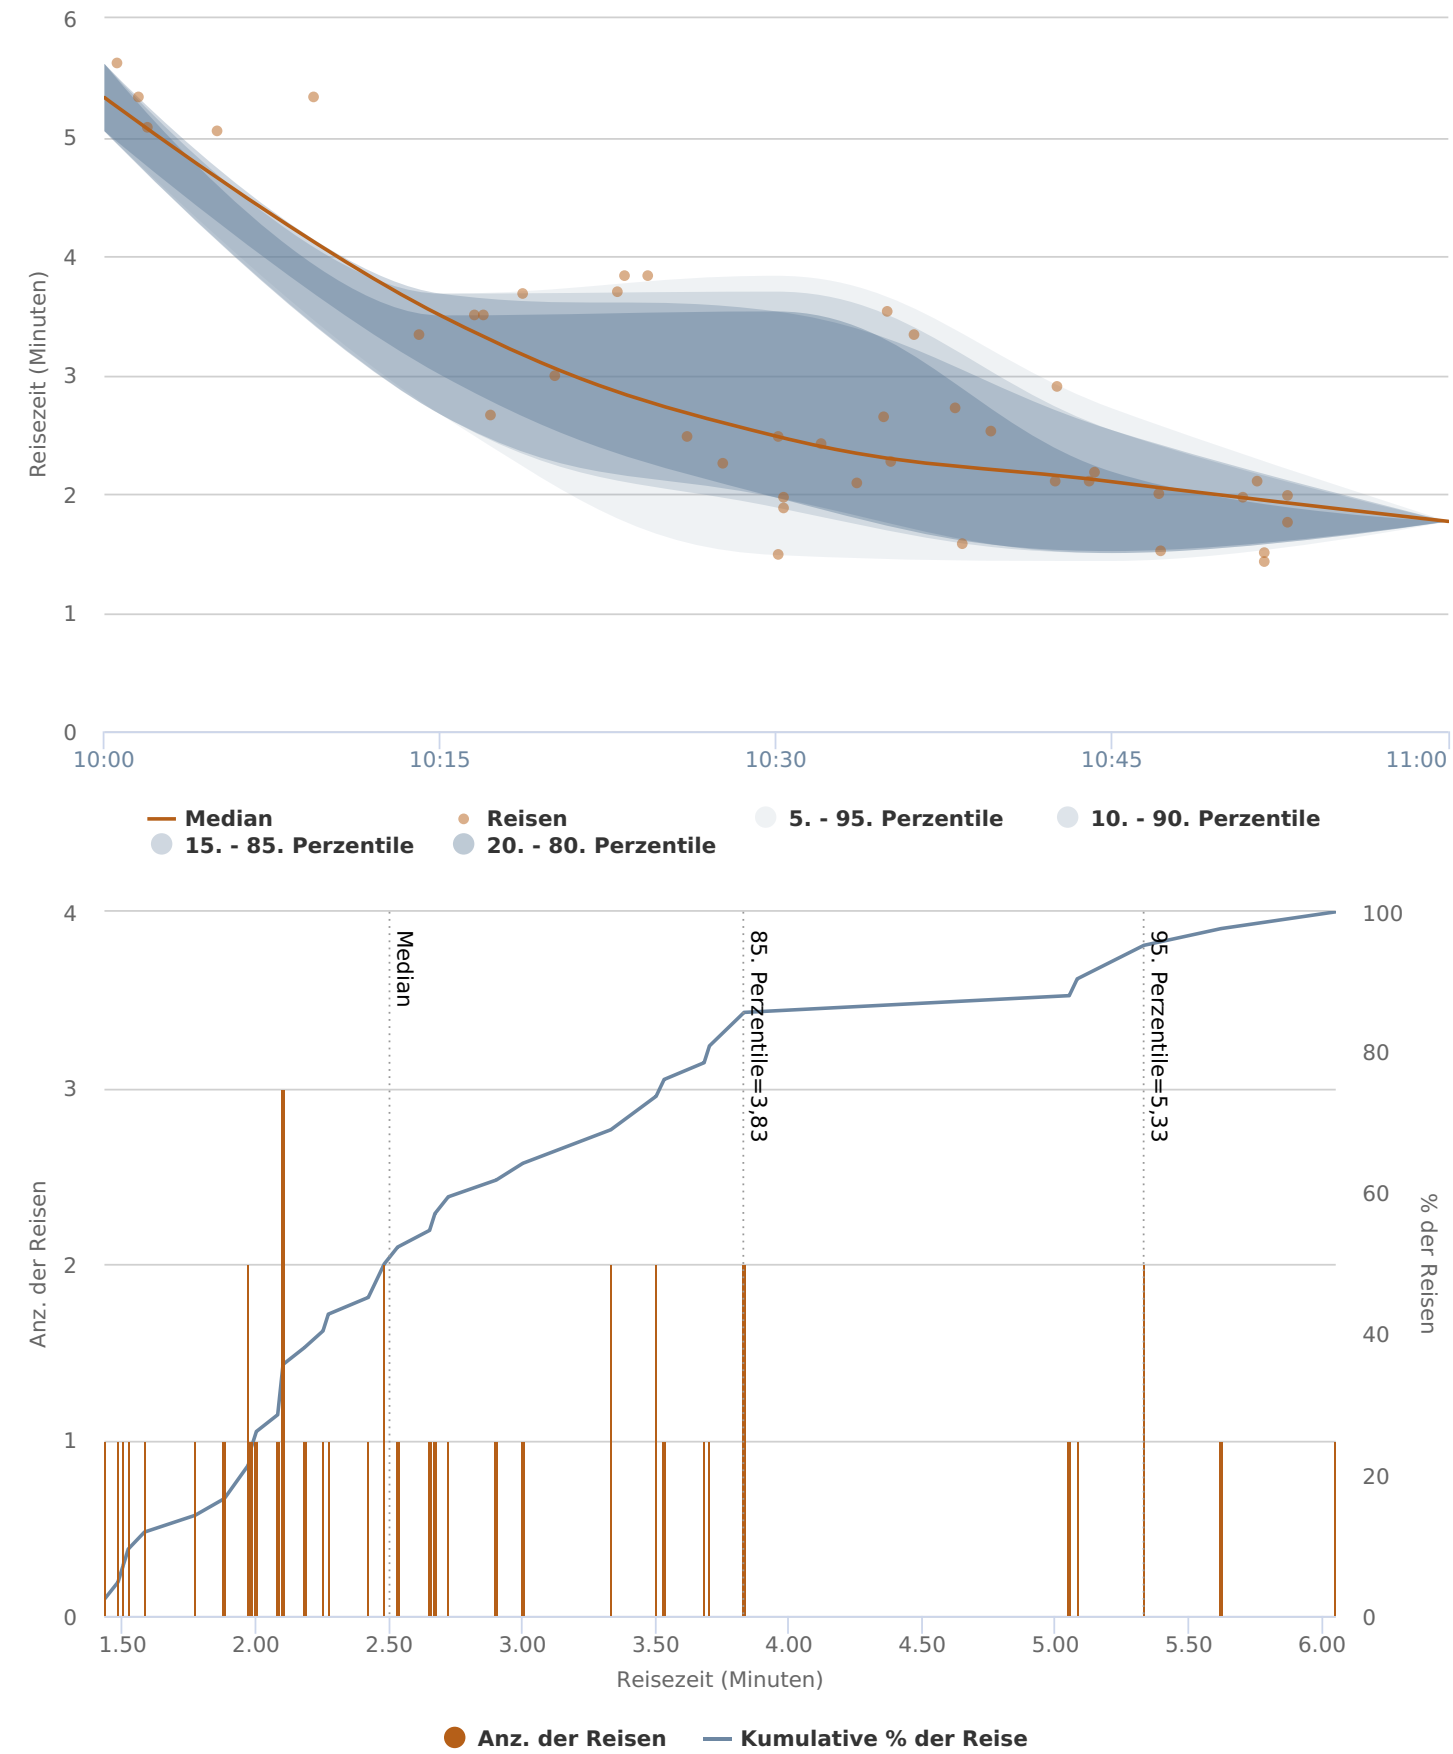 6
5
4
3
2
1
0
Reisezeit (Minuten)
10:00 10:15 10:30 10:45 11:00
Median Reisen 5. - 95. Perzentile 10. - 90. Perzentile
15. - 85. Perzentile 20. - 80. Perzentile
4
3
2
1
0
Anz. der Reisen
Median
85. Perzentile=3,83
95. Perzentile=5,33
100
80
60
40
20
0
% der Reisen
1.50 2.00 2.50 3.00 3.50 4.00 4.50 5.00 5.50 6.00
Reisezeit (Minuten)
Anz. der Reisen Kumulative % der Reise